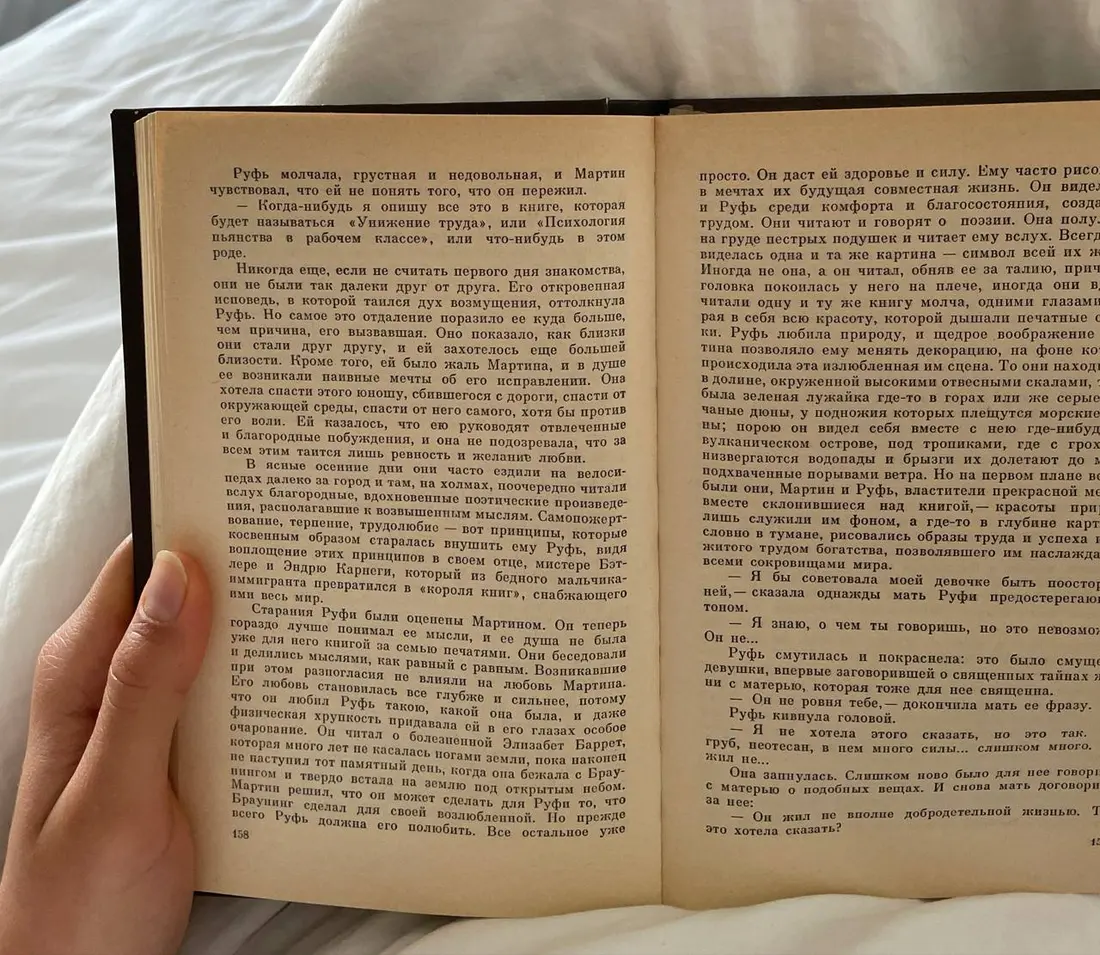 Руфь молчала, грустная и недовольная, и Мартин
чувствовал, что ей не понять того, что он пережил.
— Когда-нибудь я опишу все это в книге, которая
будет называться «Унижение труда», или «Психология
пьянства в рабочем классе», или что-нибудь в этом
роде.
Никогда еще, если не считать первого дня знакомства,
они не были так далеки друг от друга. Его откровенная
исповедь, в которой таился дух возмущения, оттолкнула
Руфь. Но самое это отдаление поразило ее куда больше,
чем причина, его вызвавшая. Оно показало, как близки
они стали друг другу, и ей захотелось еще большей
близости. Кроме того, ей было жаль Мартина, и в душе
ее возникали наивные мечты об его исправлении. Она
хотела спасти этого юношу, сбившегося с дороги, спасти от
окружающей среды, спасти от него самого, хотя бы против
его воли. Ей казалось, что ею руководят отвлеченные
и благородные побуждения, и она не подозревала, что за
всем этим таится лишь ревность и желание любви.
В ясные осенние дни они часто ездили на велоси-
педах далеко за город и там, на холмах, поочередно читали
вслух благородные, вдохновенные поэтические произведе-
ния, располагавшие к возвышенным мыслям. Самопожерт-
вование, терпение, трудолюбие — вот принципы, которые
косвенным образом старалась внушить ему Руфь, видя
воплощение этих принципов в своем отце, мистере Бэт-
лере и Эндрю Карнеги, который из бедного мальчика-
иммигранта превратился в «короля книг», снабжающего
ими весь мир.
Старания Руфи были оценены Мартином. Он теперь
гораздо лучше понимал ее мысли, и ее душа не была
уже для него книгой за семью печатями. Они беседовали
и делились мыслями, как равный с равным. Возникавшие
при этом разногласия не влияли на любовь Мартина.
Его любовь становилась все глубже и сильнее, потому
что он любил Руфь такою, какой она была, и даже
физическая хрупкость придавала ей в его глазах особое
очарование. Он читал о болезненной Элизабет Баррет,
которая много лет не касалась ногами земли, пока наконец
не наступил тот памятный день, когда она бежала с Брау-
нингом и твердо встала на землю под открытым небом.
Мартин решил, что он может сделать для Руфи то, что
Браунинг сделал для своей возлюбленной. Но прежде
всего Руфь должна его полюбить. Все остальное уже
158
просто. Он даст ей здоровье и силу. Ему часто рисо
в мечтах их будущая совместная жизнь. Он видел
и Руфь среди комфорта и благосостояния, созда
трудом. Они читают и говорят о поэзии. Она полу
на груде пестрых подушек и читает ему вслух. Всегд
виделась одна и та же картина — символ всей их ж
Иногда не она, а он читал, обняв ее за талию, прич
головка покоилась у него на плече, иногда они в
читали одну и ту же книгу молча, одними глазами
рая в себя всю красоту, которой дышали печатные с
ки. Руфь любила природу, и щедрое воображение
тина позволяло ему менять декорацию, на фоне ко
происходила эта излюбленная им сцена. То они находи
в долине, окруженной высокими отвесными скалами, т
была зеленая лужайка где-то в горах или же серые
чаные дюны, у подножия которых плещутся морские
ны; порою он видел себя вместе с нею где-нибуд
вулканическом острове, под тропиками, где с грох
низвергаются водопады и брызги их долетают до м
подхваченные порывами ветра. Но на первом плане вс
были они, Мартин и Руфь, властители прекрасной ме
вместе склонившиеся над книгой,— красоты при
лишь служили им фоном, а где-то в глубине карт
словно в тумане, рисовались образы труда и успеха и
житого трудом богатства, позволявшего им наслажда
всеми сокровищами мира.
— Я бы советовала моей девочке быть поостор
ней,— сказала однажды мать Руфи предостерегаю
тоном.
— Я знаю, о чем ты говоришь, но это невозмож
Он не...
Руфь смутилась и покраснела: это было смуще
девушки, впервые заговорившей о священных тайнах ж
ни с матерью, которая тоже для нее священна.
— Он не ровня тебе,— докончила мать ее фразу.
Руфь кивнула головой.
— Я не хотела этого сказать, но это так.
груб, неотесан, в нем много силы... слишком много.
жил не...
Она запнулась. Слишком ново было для нее говори
с матерью о подобных вещах. И снова мать договори
за нее:
— Он жил не вполне добродетельной жизнью. Т
это хотела сказать?